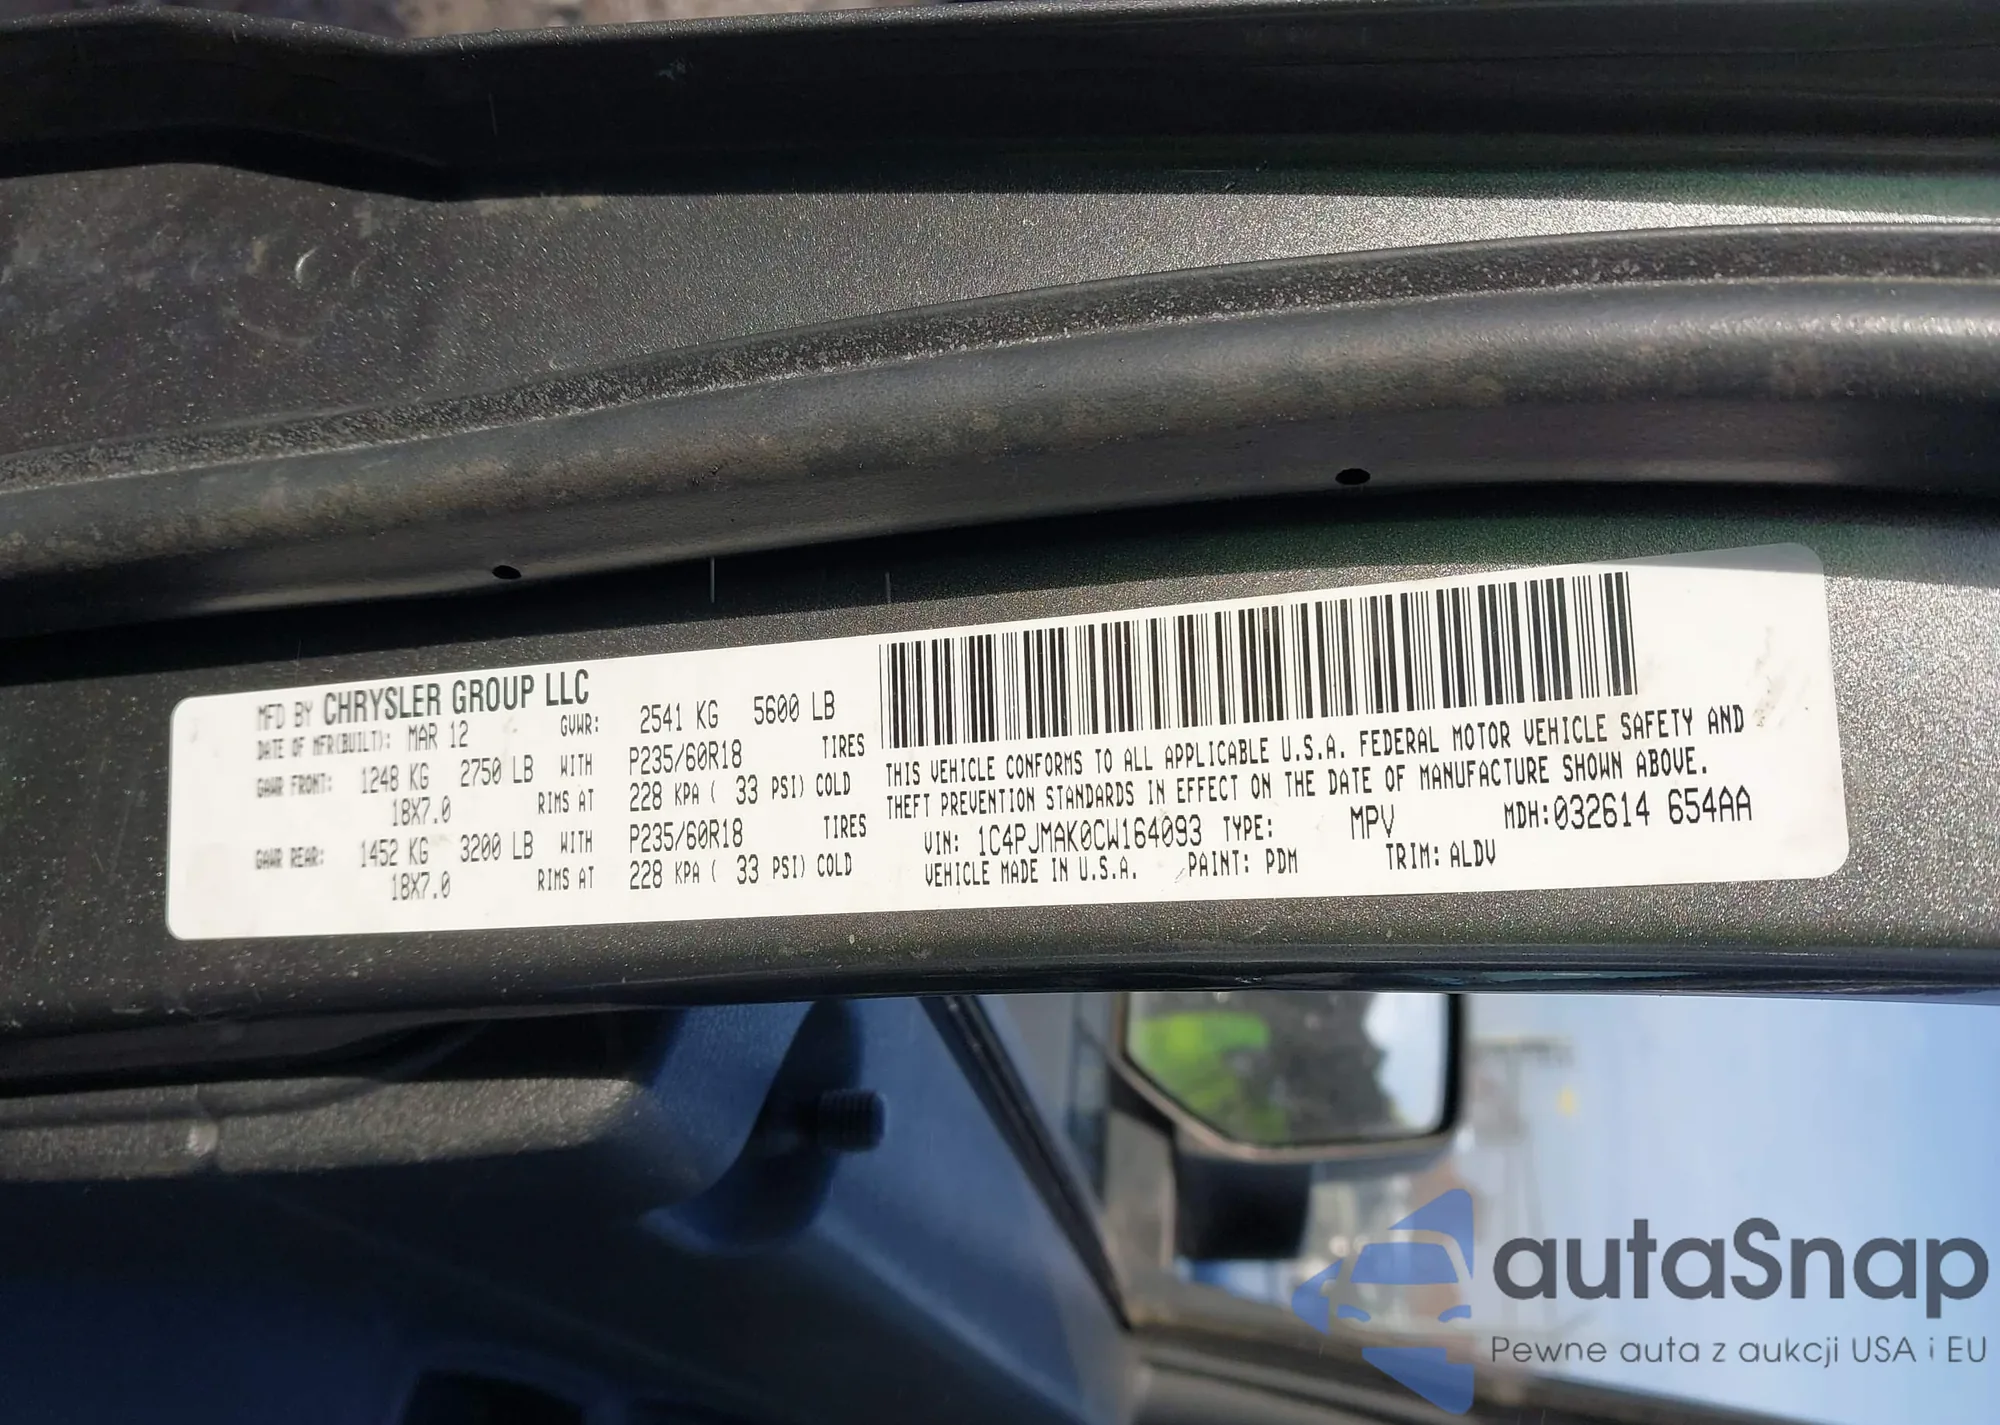 MFD BY CHRYSLER GROUP LLC
DATE OF MFR(BUILT): MAR 12 GVWR: 2541 KG 5600 LB
GAWR FRONT: 1248 KG 2750 LB WITH P235/60R18 TIRES
18X7.0 RIMS AT 228 KPA ( 33 PSI) COLD
GAWR REAR: 1452 KG 3200 LB WITH P235/60R18 TIRES
18X7.0 RIMS AT 228 KPA ( 33 PSI) COLD
THIS VEHICLE CONFORMS TO ALL APPLICABLE U.S.A. FEDERAL MOTOR VEHICLE SAFETY AND
THEFT PREVENTION STANDARDS IN EFFECT ON THE DATE OF MANUFACTURE SHOWN ABOVE.
VIN: 1C4PJMAK0CW164093 TYPE: MPV MDH:032614 654AA
VEHICLE MADE IN U.S.A. PAINT: PDM TRIM: ALDV
autaSnap
Pewne auta z aukcji USA i EU